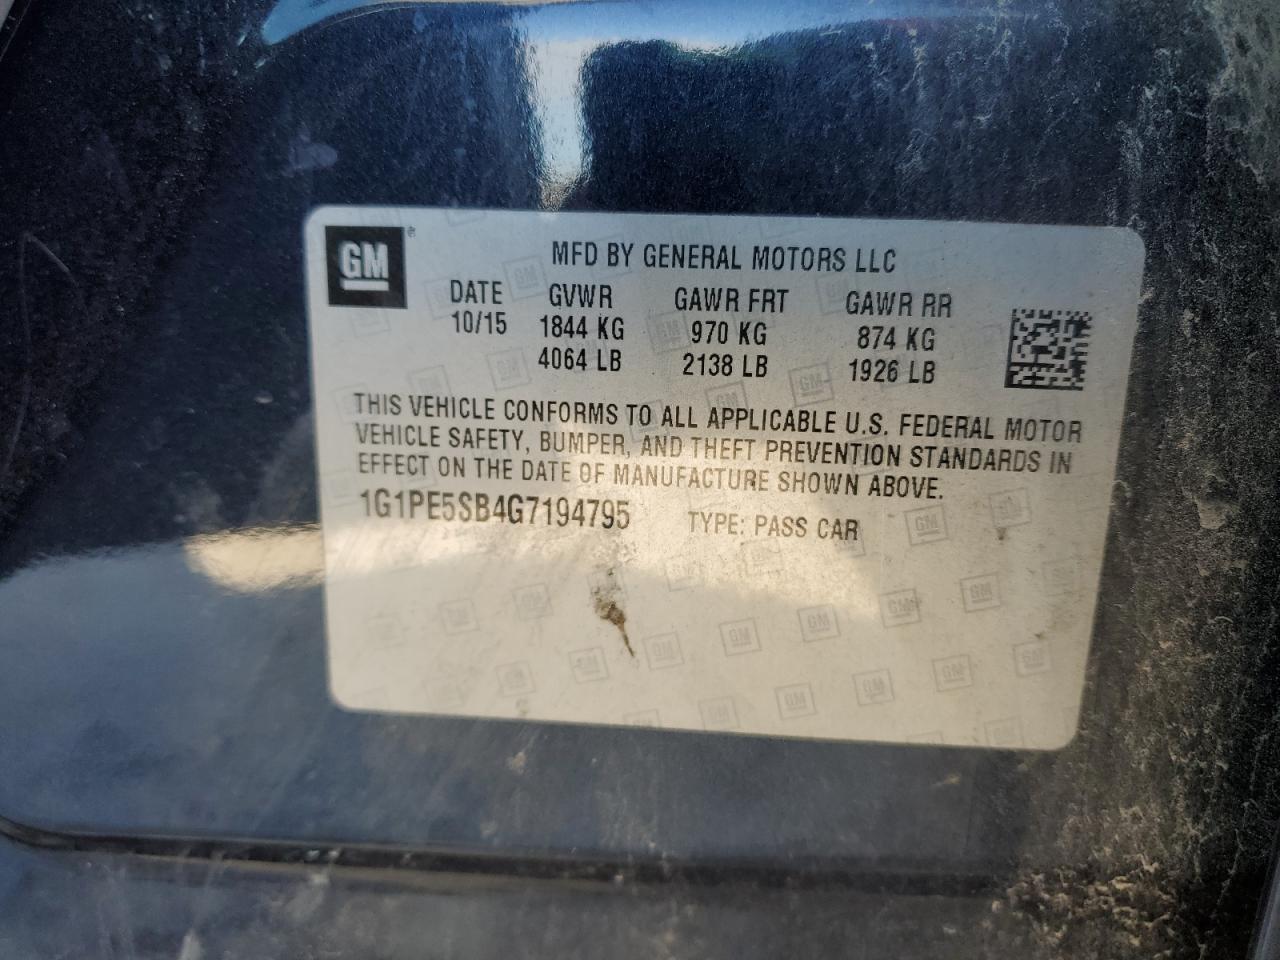 GM®
MFD BY GENERAL MOTORS LLC
DATE GVWR GAWR FRT GAWR RR
10/15 1844 KG 970 KG 874 KG
4064 LB 2138 LB 1926 LB
THIS VEHICLE CONFORMS TO ALL APPLICABLE U.S. FEDERAL MOTOR
VEHICLE SAFETY, BUMPER, AND THEFT PREVENTION STANDARDS IN
EFFECT ON THE DATE OF MANUFACTURE SHOWN ABOVE.
1G1PE5SB4G7194795 TYPE: PASS CAR